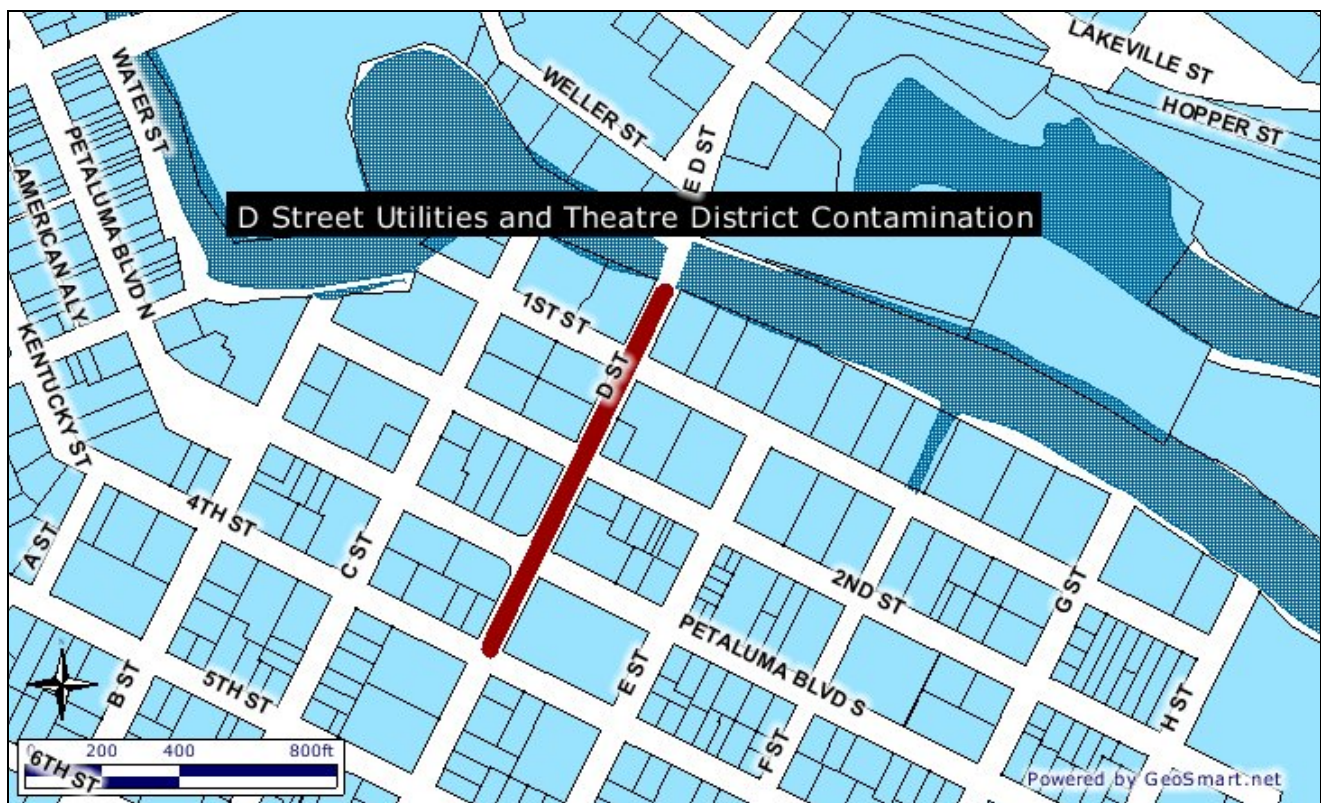 LAKEVILLE ST
WATER ST
WELLER ST
HOPPER ST
PETALUMA BLVD N
E D ST
AMERICAN ALY
D Street Utilities and Theatre District Contamination
1ST ST
KENTUCKY ST
D ST
4TH ST
A ST
C ST
2ND ST
G ST
PETALUMA BLVD S
B ST
5TH ST
E ST
H ST
F ST
0 200 400 800ft
6TH ST
Powered by GeoSmart.net